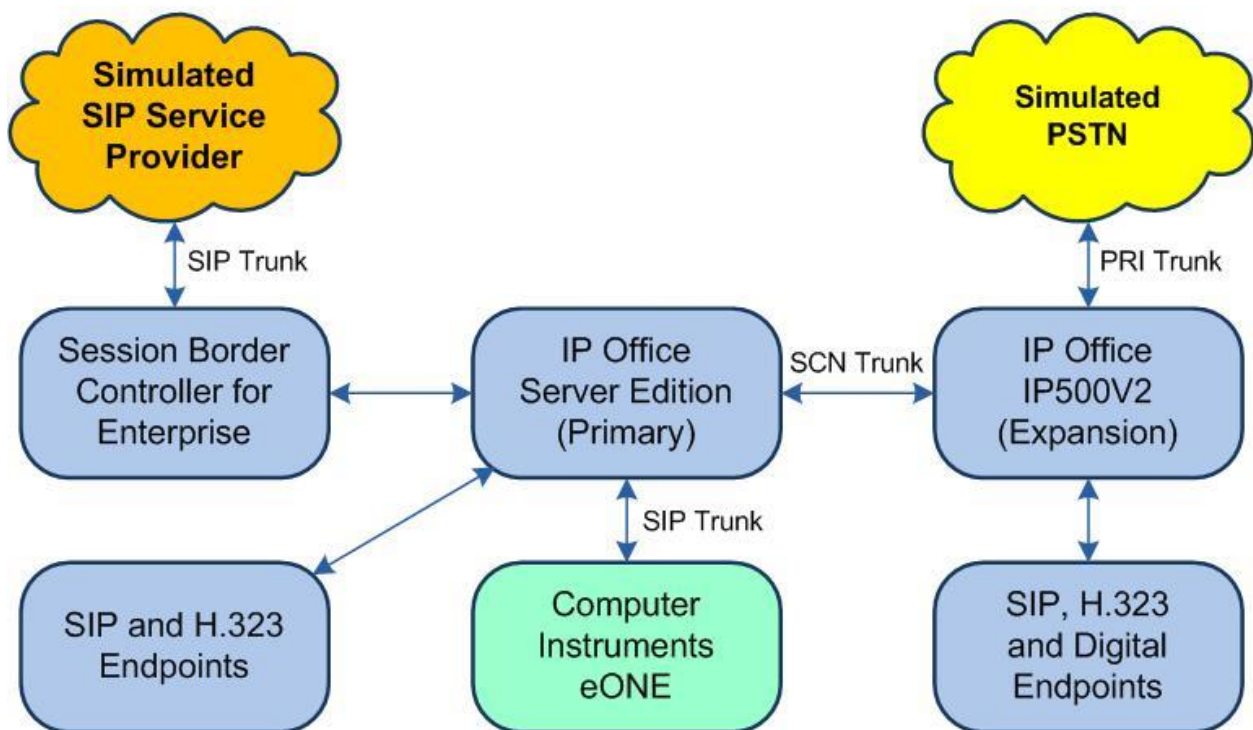 Simulated
SIP Service
Provider
Simulated
PSTN
SIP Trunk
PRI Trunk
Session Border
Controller for
Enterprise
IP Office
Server Edition
(Primary)
SCN Trunk
IP Office
IP500V2
(Expansion)
SIP Trunk
SIP and H.323
Endpoints
Computer
Instruments
eONE
SIP, H.323
and Digital
Endpoints